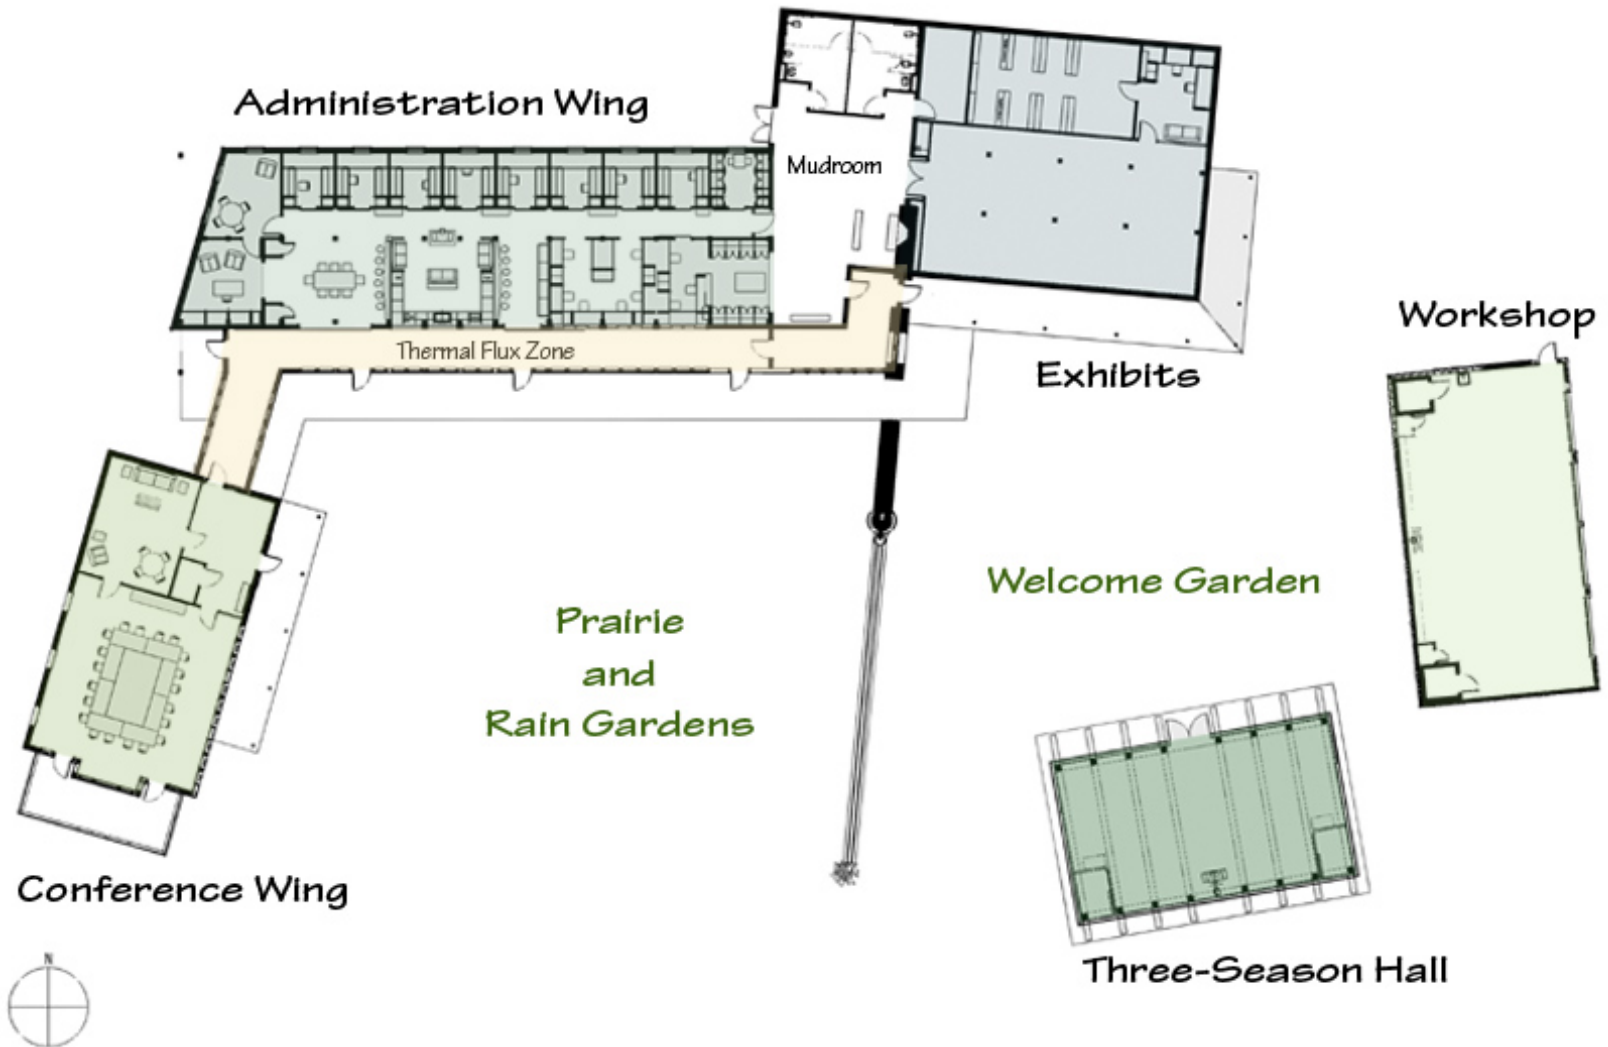 Administration Wing
Mudroom
Thermal Flux Zone
Exhibits
Workshop
Welcome Garden
Prairie
and
Rain Gardens
Conference Wing
Three-Season Hall
N